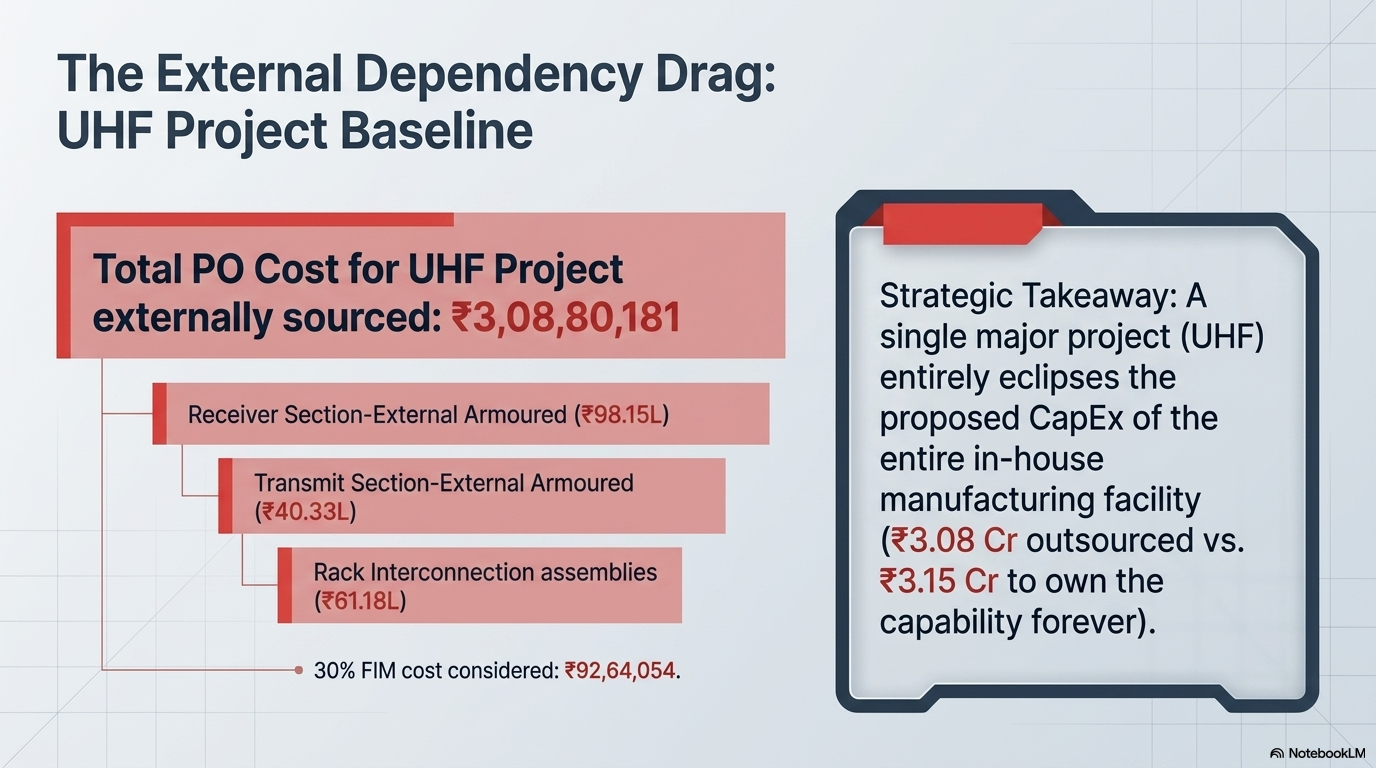 The External Dependency Drag:
UHF Project Baseline
Total PO Cost for UHF Project
externally sourced: ₹3,08,80,181
Receiver Section-External Armoured (₹98.15L)
Transmit Section-External Armoured
(₹40.33L)
Rack Interconnection assemblies
(₹61.18L)
30% FIM cost considered: ₹92,64,054.
Strategic Takeaway: A
single major project (UHF)
entirely eclipses the
proposed CapEx of the
entire in-house
manufacturing facility
(₹3.08 Cr outsourced vs.
₹3.15 Cr to own the
capability forever).
NotebookLM